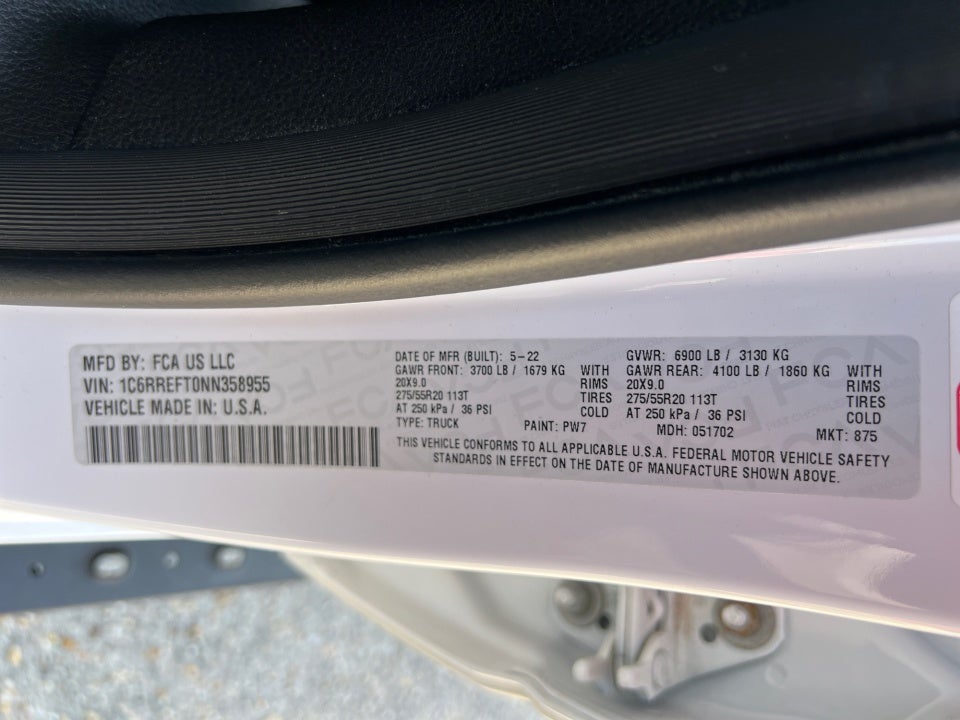 MFD BY: FCA US LLC
VIN: 1C6RREFT0NN358955
VEHICLE MADE IN: U.S.A.
DATE OF MFR (BUILT): 5-22 GVWR: 6900 LB / 3130 KG
GAWR FRONT: 3700 LB / 1679 KG WITH GAWR REAR: 4100 LB / 1860 KG WITH
20X9.0 RIMS 20X9.0 RIMS
275/55R20 113T TIRES 275/55R20 113T TIRES
AT 250 kPa / 36 PSI COLD AT 250 kPa / 36 PSI COLD
TYPE: TRUCK PAINT: PW7 MDH: 051702 MKT: 875
THIS VEHICLE CONFORMS TO ALL APPLICABLE U.S.A. FEDERAL MOTOR VEHICLE SAFETY
STANDARDS IN EFFECT ON THE DATE OF MANUFACTURE SHOWN ABOVE.